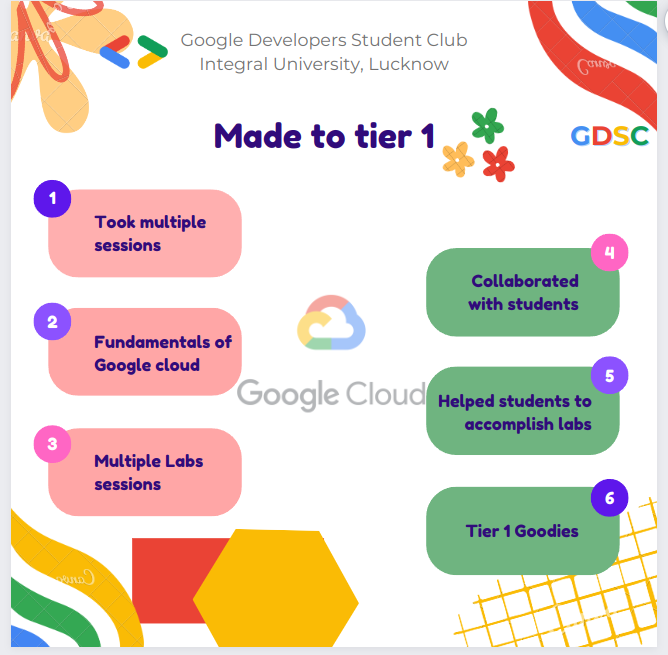 Google Developers Student Club
Integral University, Lucknow
Made to tier 1
GDSC
1
Took multiple
sessions
2
Fundamentals of
Google cloud
3
Multiple Labs
sessions
Google Cloud
4
Collaborated
with students
5
Helped students to
accomplish labs
6
Tier 1 Goodies
Canva
Canva